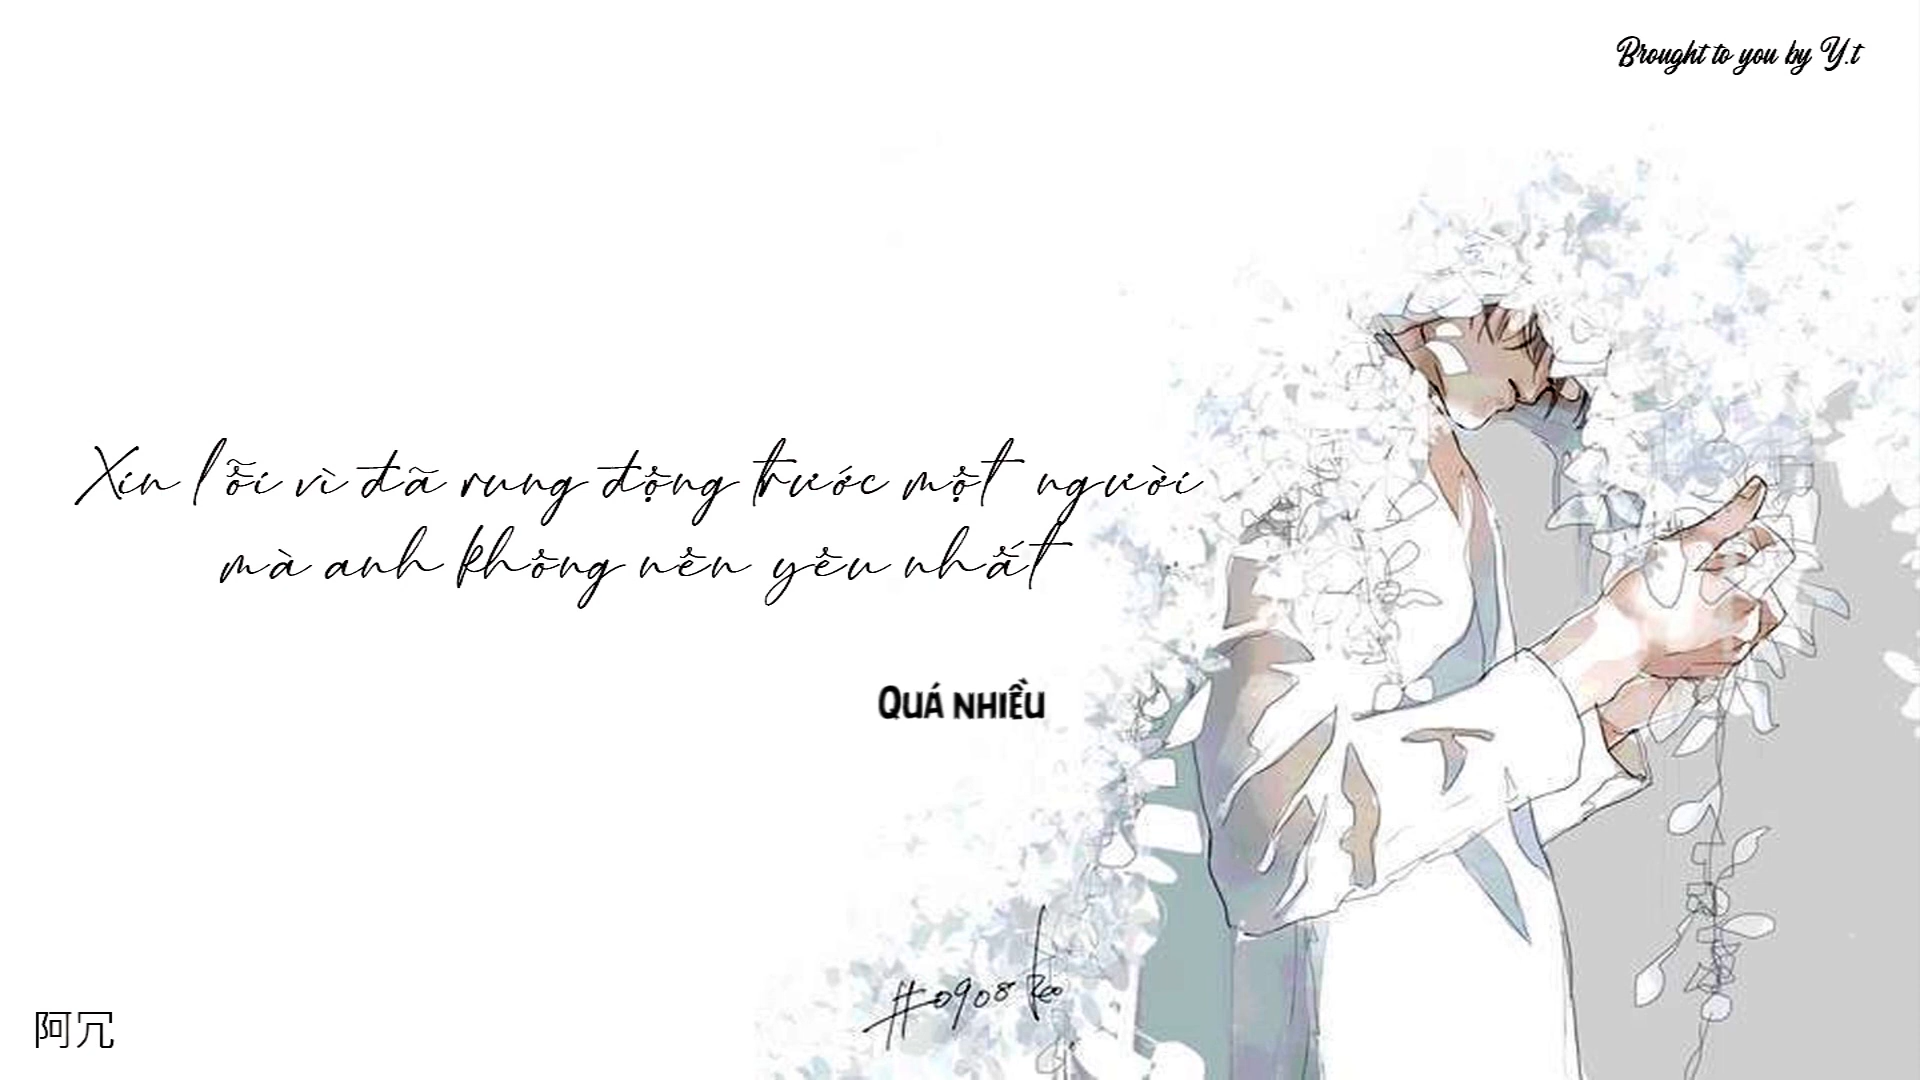 Brought to you by Y.t
Xin lỗi vì đã rung động trước một người
mà anh không nên yêu nhất
QUÁ NHIỀU
#0908
阿冗